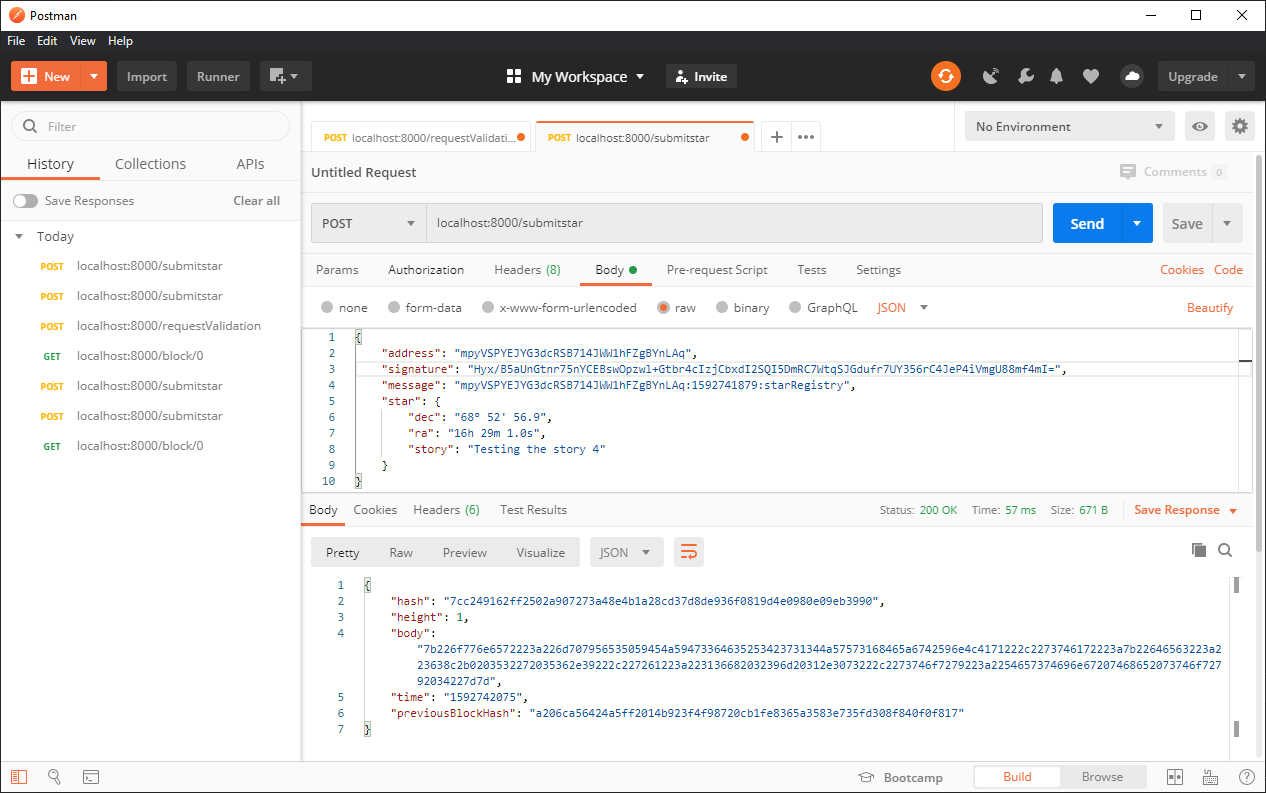 Postman
File Edit View Help
New Import Runner My Workspace Invite Upgrade
Filter
History Collections APIs
Save Responses Clear all
Today
POST localhost:8000/submitstar
POST localhost:8000/submitstar
POST localhost:8000/requestValidation
GET localhost:8000/block/0
POST localhost:8000/submitstar
POST localhost:8000/submitstar
GET localhost:8000/block/0
POST localhost:8000/requestValidati... POST localhost:8000/submitstar + ••• No Environment
Untitled Request Comments 0
POST localhost:8000/submitstar Send Save
Params Authorization Headers (8) Body Pre-request Script Tests Settings Cookies Code
none form-data x-www-form-urlencoded raw binary GraphQL JSON Beautify
1 {
2 "address": "mpyVSPYEJYG3dcRSB714JWW1hFZgBYnLAq",
3 "signature": "Hyx/B5aUnGtnr75nYCEBswOpzwl+Gtbr4cIzjCbxdI2SQI5DmRC7WtqSJGdufr7UY356rC4JeP4iVmgU88mf4mI=",
4 "message": "mpyVSPYEJYG3dcRSB714JWW1hFZgBYnLAq:1592741879:starRegistry",
5 "star": {
6 "dec": "68° 52' 56.9",
7 "ra": "16h 29m 1.0s",
8 "story": "Testing the story 4"
9 }
10 }
Body Cookies Headers (6) Test Results Status: 200 OK Time: 57 ms Size: 671 B Save Response
Pretty Raw Preview Visualize JSON
1 {
2 "hash": "7cc249162ff2502a907273a48e4b1a28cd37d8de936f0819d4e0980e09eb3990",
3 "height": 1,
4 "body":
"7b226f776e6572223a226d707956535059454a59473364635253423731344a57573168465a6742596e4c4171222c2273746172223a7b22646563223a2
23638c2b0203532272035362e39222c227261223a223136682032396d20312e3073222c2273746f7279223a2254657374696e67207468652073746f727
92034227d7d",
5 "time": "1592742075",
6 "previousBlockHash": "a206ca56424a5ff2014b923f4f98720cb1fe8365a3583e735fd308f840f0f817"
7 }
Bootcamp Build Browse